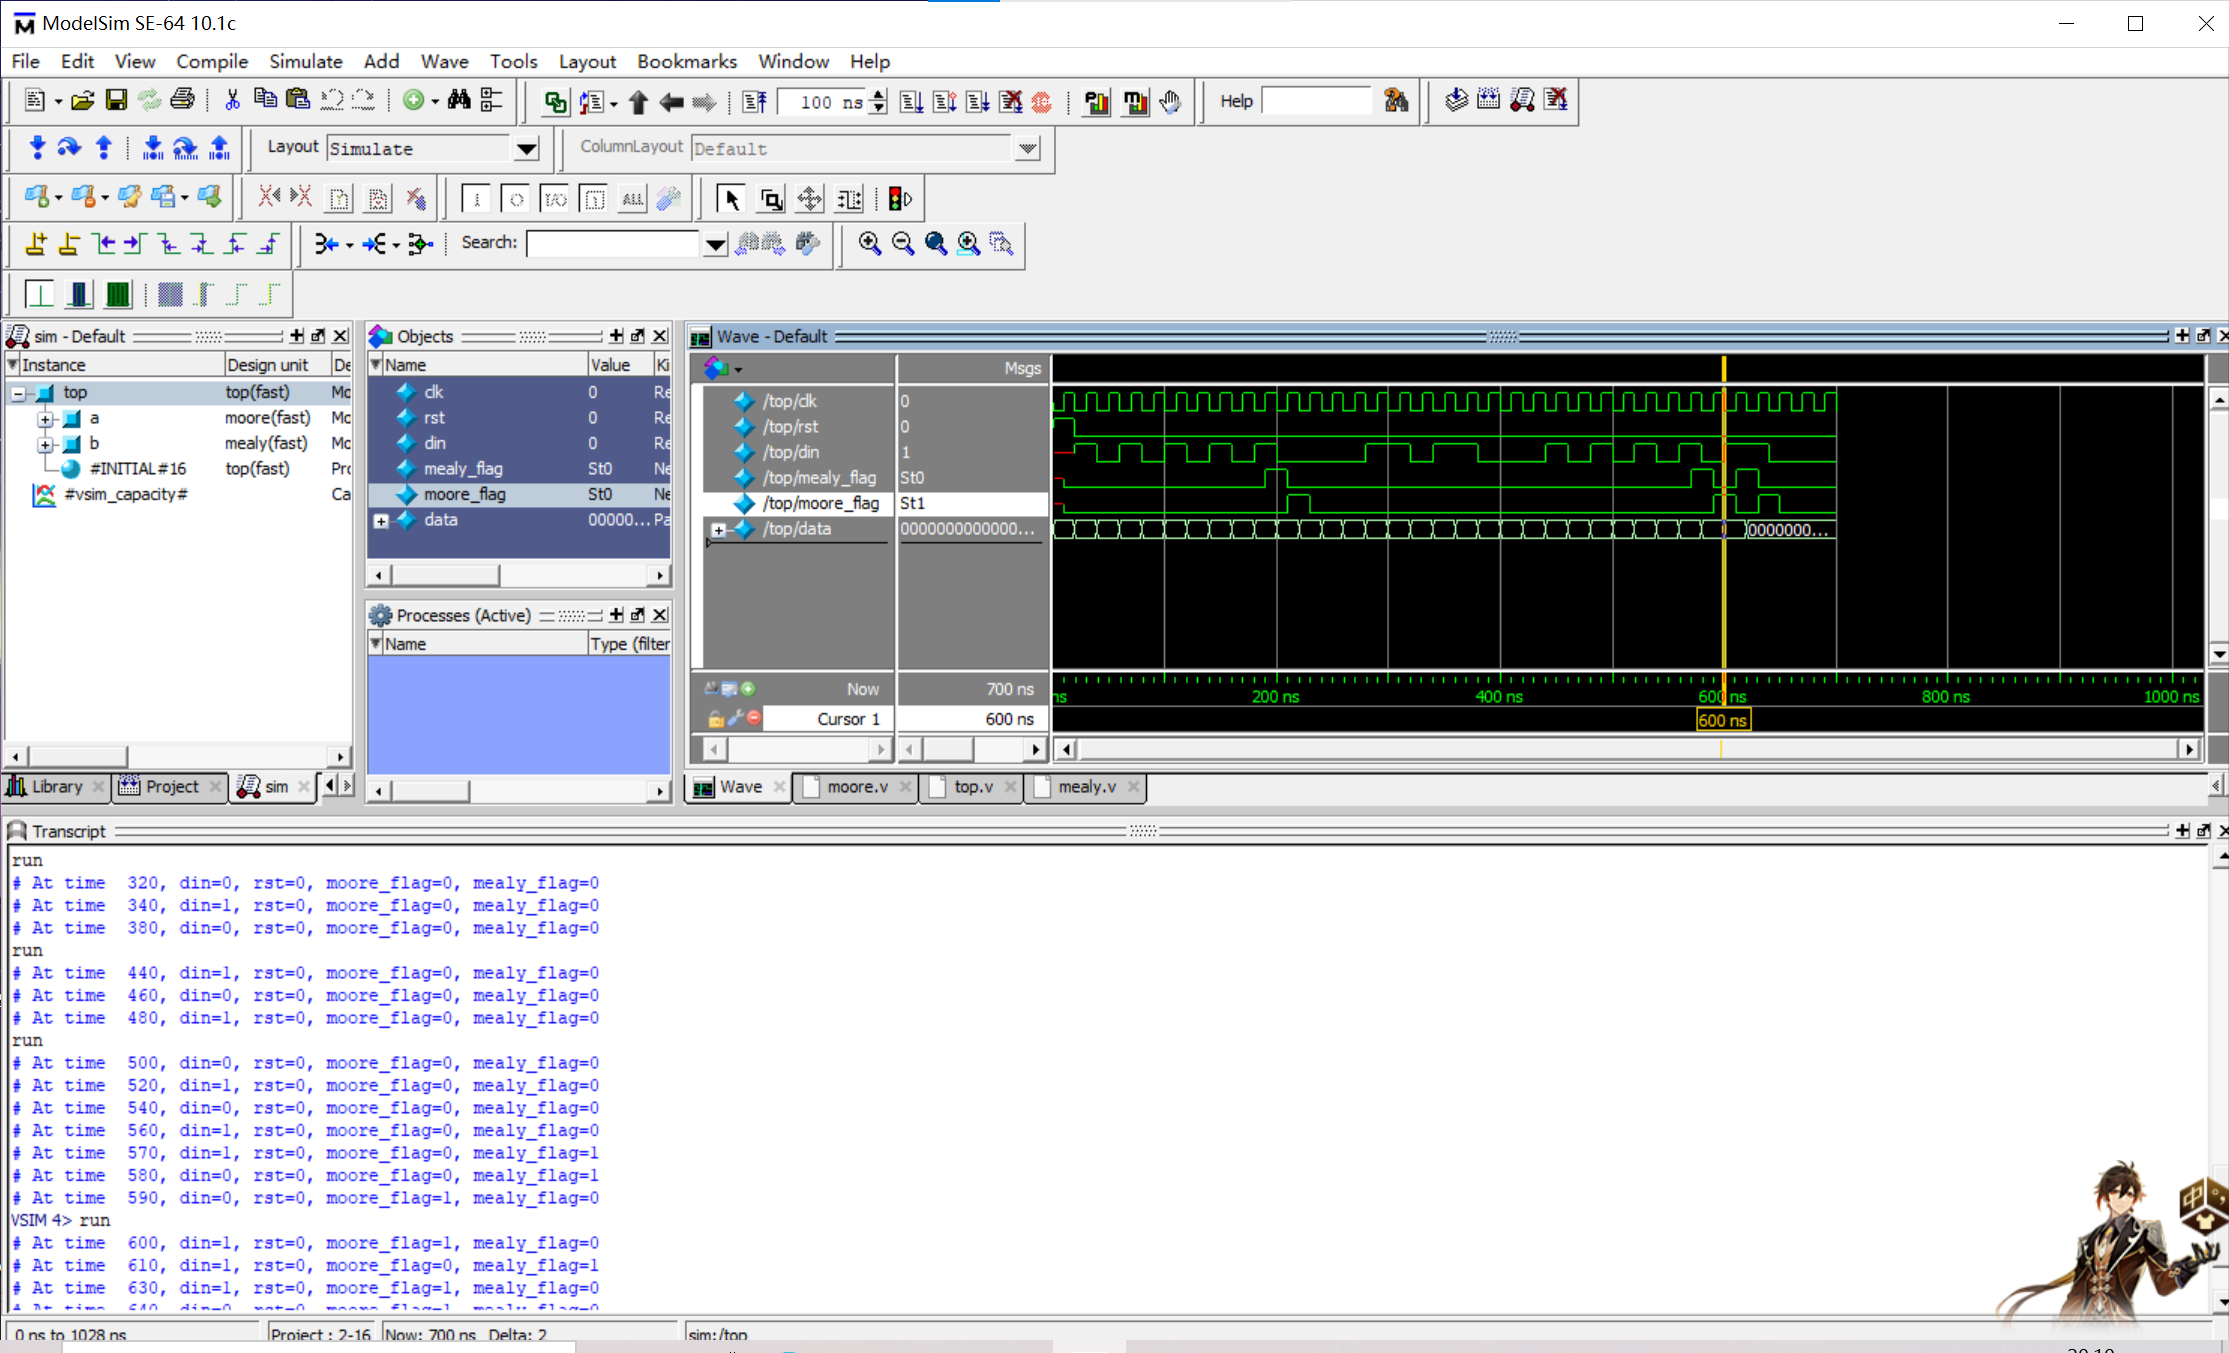 ModelSim SE-64 10.1c
File Edit View Compile Simulate Add Wave Tools Layout Bookmarks Window Help
100 ns Help
Layout Simulate ColumnLayout Default
ALL
Search:
sim - Default
Instance Design unit De
top top(fast) Mo
a moore(fast) Mo
b mealy(fast) Mo
#INITIAL#16 top(fast) Pro
#vsim_capacity# Ca
Objects
Name Value Ki
clk 0 Re
rst 0 Re
din 0 Re
mealy_flag St0 Ne
moore_flag St0 Ne
data 00000... Pa
Processes (Active)
Name Type (filter
Wave - Default
Msgs
/top/clk 0
/top/rst 0
/top/din 1
/top/mealy_flag St0
/top/moore_flag St1
/top/data 0000000000000... 0000000...
Now 700 ns ns 200 ns 400 ns 600 ns 800 ns 1000 ns
Cursor 1 600 ns 600 ns
Library Project sim
Wave moore.v top.v mealy.v
Transcript
run
# At time 320, din=0, rst=0, moore_flag=0, mealy_flag=0
# At time 340, din=1, rst=0, moore_flag=0, mealy_flag=0
# At time 380, din=0, rst=0, moore_flag=0, mealy_flag=0
run
# At time 440, din=1, rst=0, moore_flag=0, mealy_flag=0
# At time 460, din=0, rst=0, moore_flag=0, mealy_flag=0
# At time 480, din=1, rst=0, moore_flag=0, mealy_flag=0
run
# At time 500, din=0, rst=0, moore_flag=0, mealy_flag=0
# At time 520, din=1, rst=0, moore_flag=0, mealy_flag=0
# At time 540, din=0, rst=0, moore_flag=0, mealy_flag=0
# At time 560, din=1, rst=0, moore_flag=0, mealy_flag=0
# At time 570, din=1, rst=0, moore_flag=0, mealy_flag=1
# At time 580, din=0, rst=0, moore_flag=0, mealy_flag=1
# At time 590, din=0, rst=0, moore_flag=1, mealy_flag=0
VSIM 4> run
# At time 600, din=1, rst=0, moore_flag=1, mealy_flag=0
# At time 610, din=1, rst=0, moore_flag=0, mealy_flag=1
# At time 630, din=1, rst=0, moore_flag=1, mealy_flag=0
# At time 640, din=0, rst=0, moore_flag=1, mealy_flag=0
中
0 ns to 1028 ns Project : 2-16 Now: 700 ns Delta: 2 sim:/top